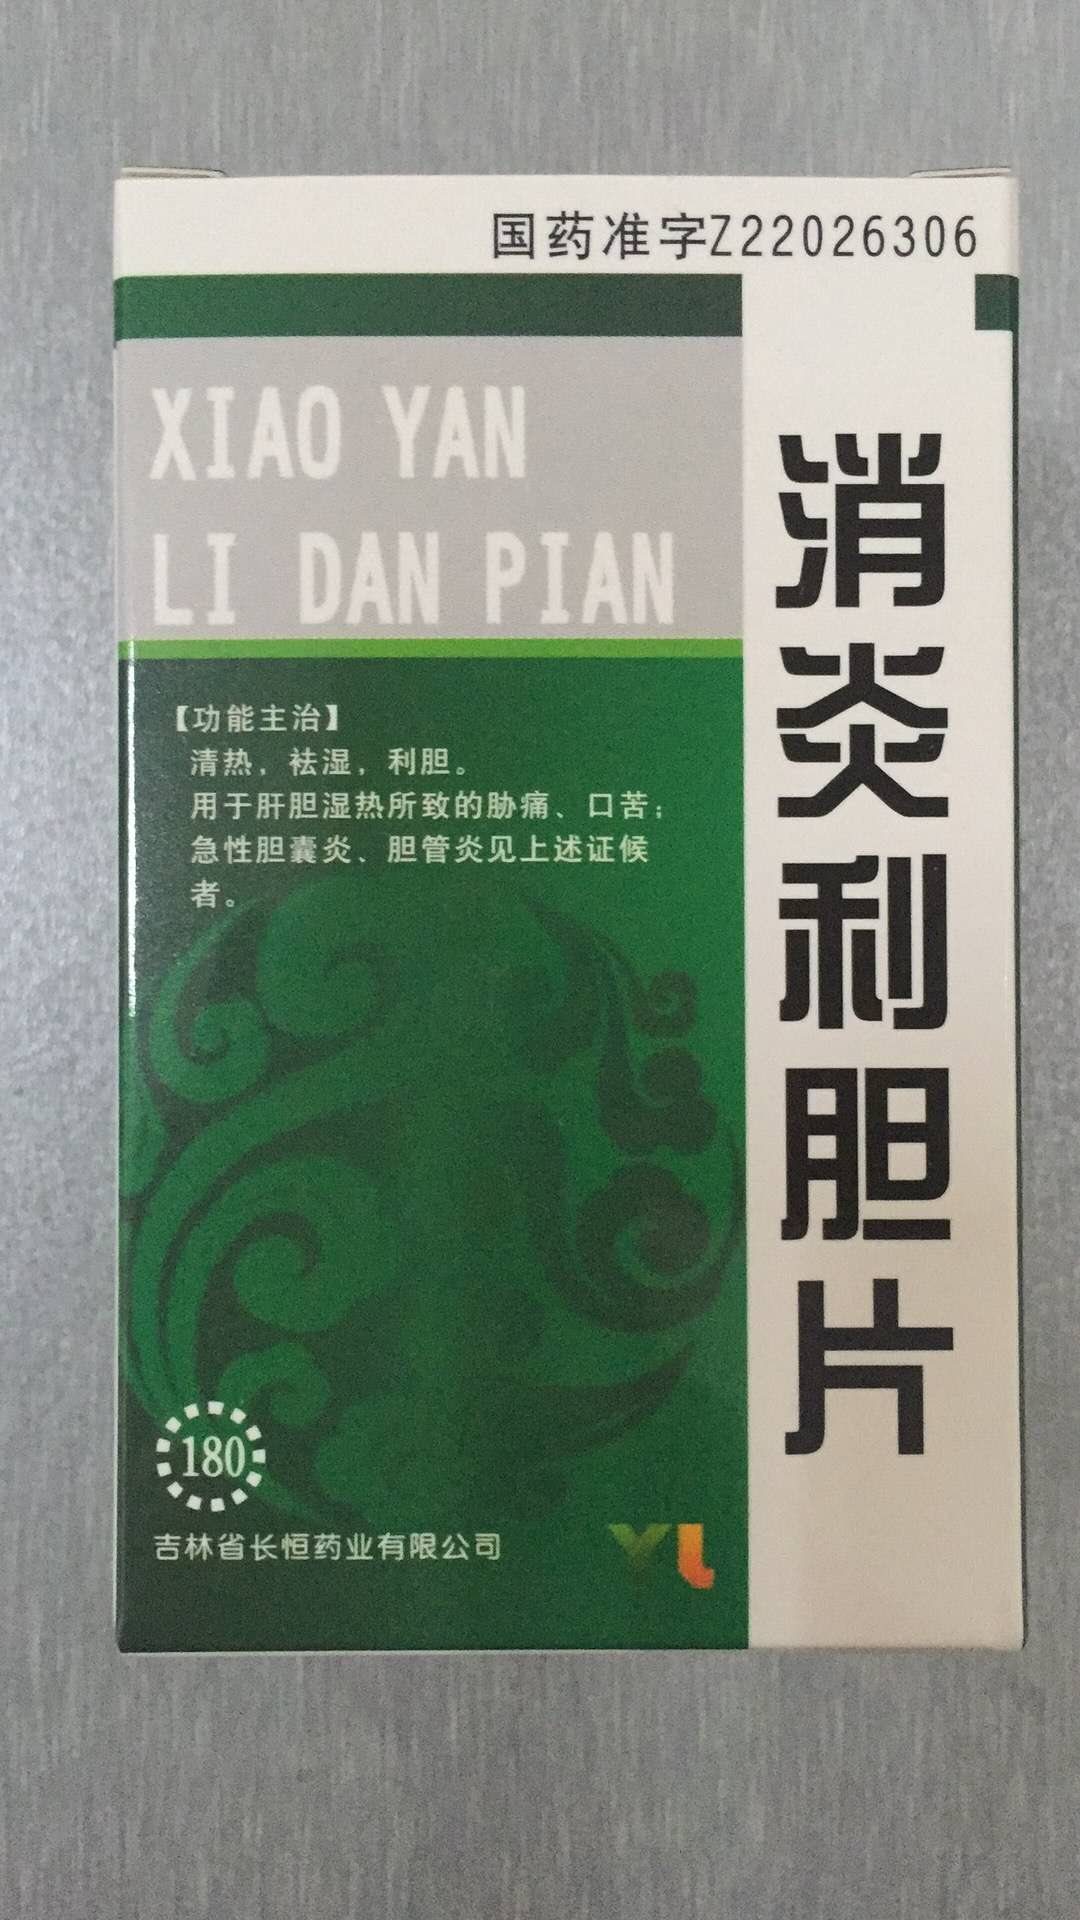 国药准字Z22026306
XIAO YAN
LI DAN PIAN
消炎利胆片
【功能主治】
清热，祛湿，利胆。
用于肝胆湿热所致的胁痛、口苦；
急性胆囊炎、胆管炎见上述证候
者。
180
吉林省长恒药业有限公司
YL